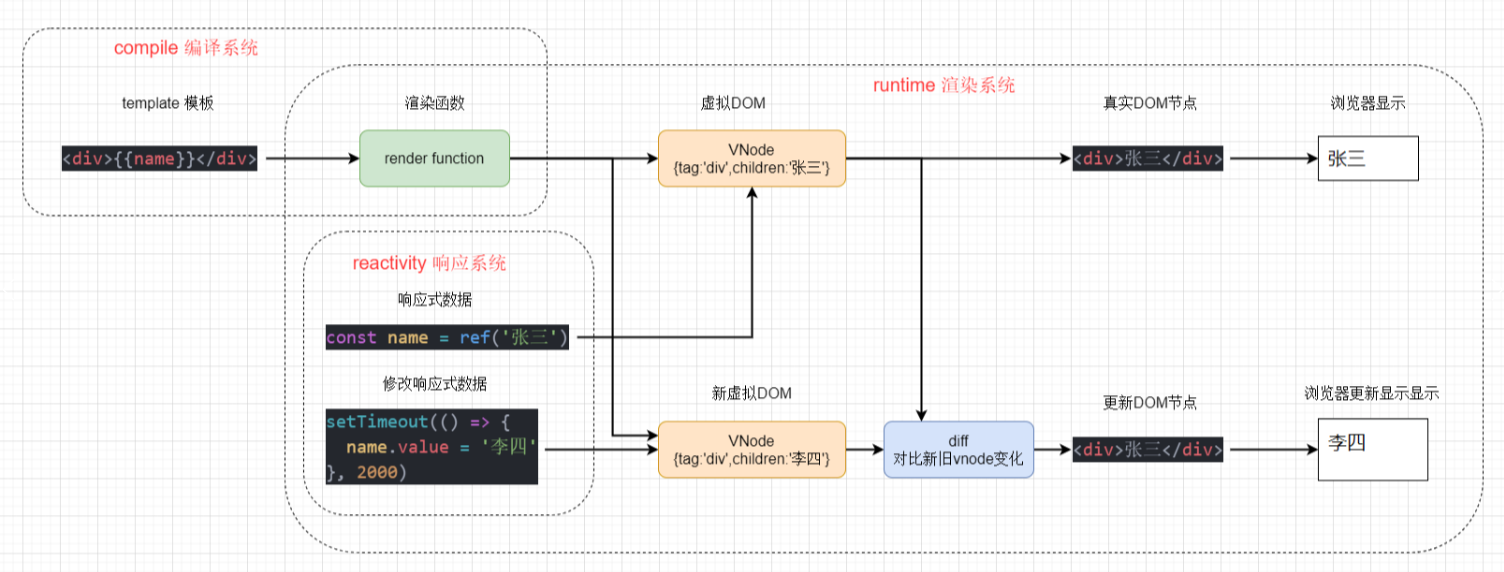 compile 编译系统
runtime 渲染系统
template 模板
渲染函数
虚拟DOM
真实DOM节点
浏览器显示
<div>{{name}}</div>
render function
VNode
{tag:'div',children:'张三'}
<div>张三</div>
张三
reactivity 响应系统
响应式数据
const name = ref('张三')
修改响应式数据
setTimeout(() => {
name.value = '李四'
}, 2000)
新虚拟DOM
VNode
{tag:'div',children:'李四'}
diff
对比新旧vnode变化
更新DOM节点
<div>张三</div>
浏览器更新显示显示
李四